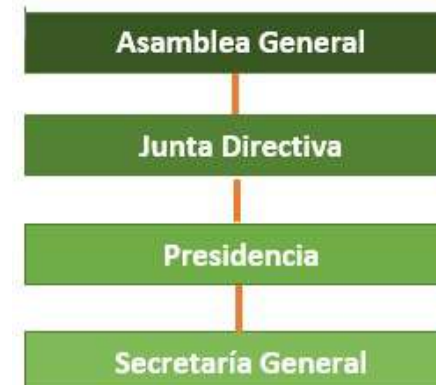 Asamblea General
Junta Directiva
Presidencia
Secretaría General